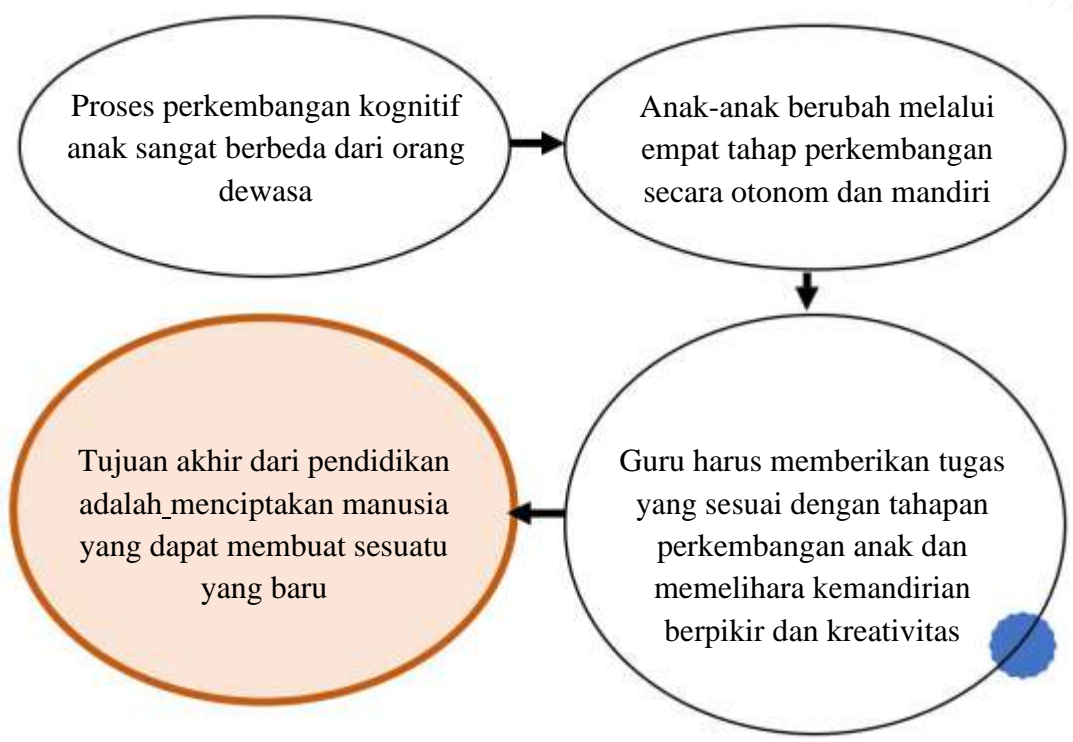 Proses perkembangan kognitif
anak sangat berbeda dari orang
dewasa
Anak-anak berubah melalui
empat tahap perkembangan
secara otonom dan mandiri
Guru harus memberikan tugas
yang sesuai dengan tahapan
perkembangan anak dan
memelihara kemandirian
berpikir dan kreativitas
Tujuan akhir dari pendidikan
adalah menciptakan manusia
yang dapat membuat sesuatu
yang baru